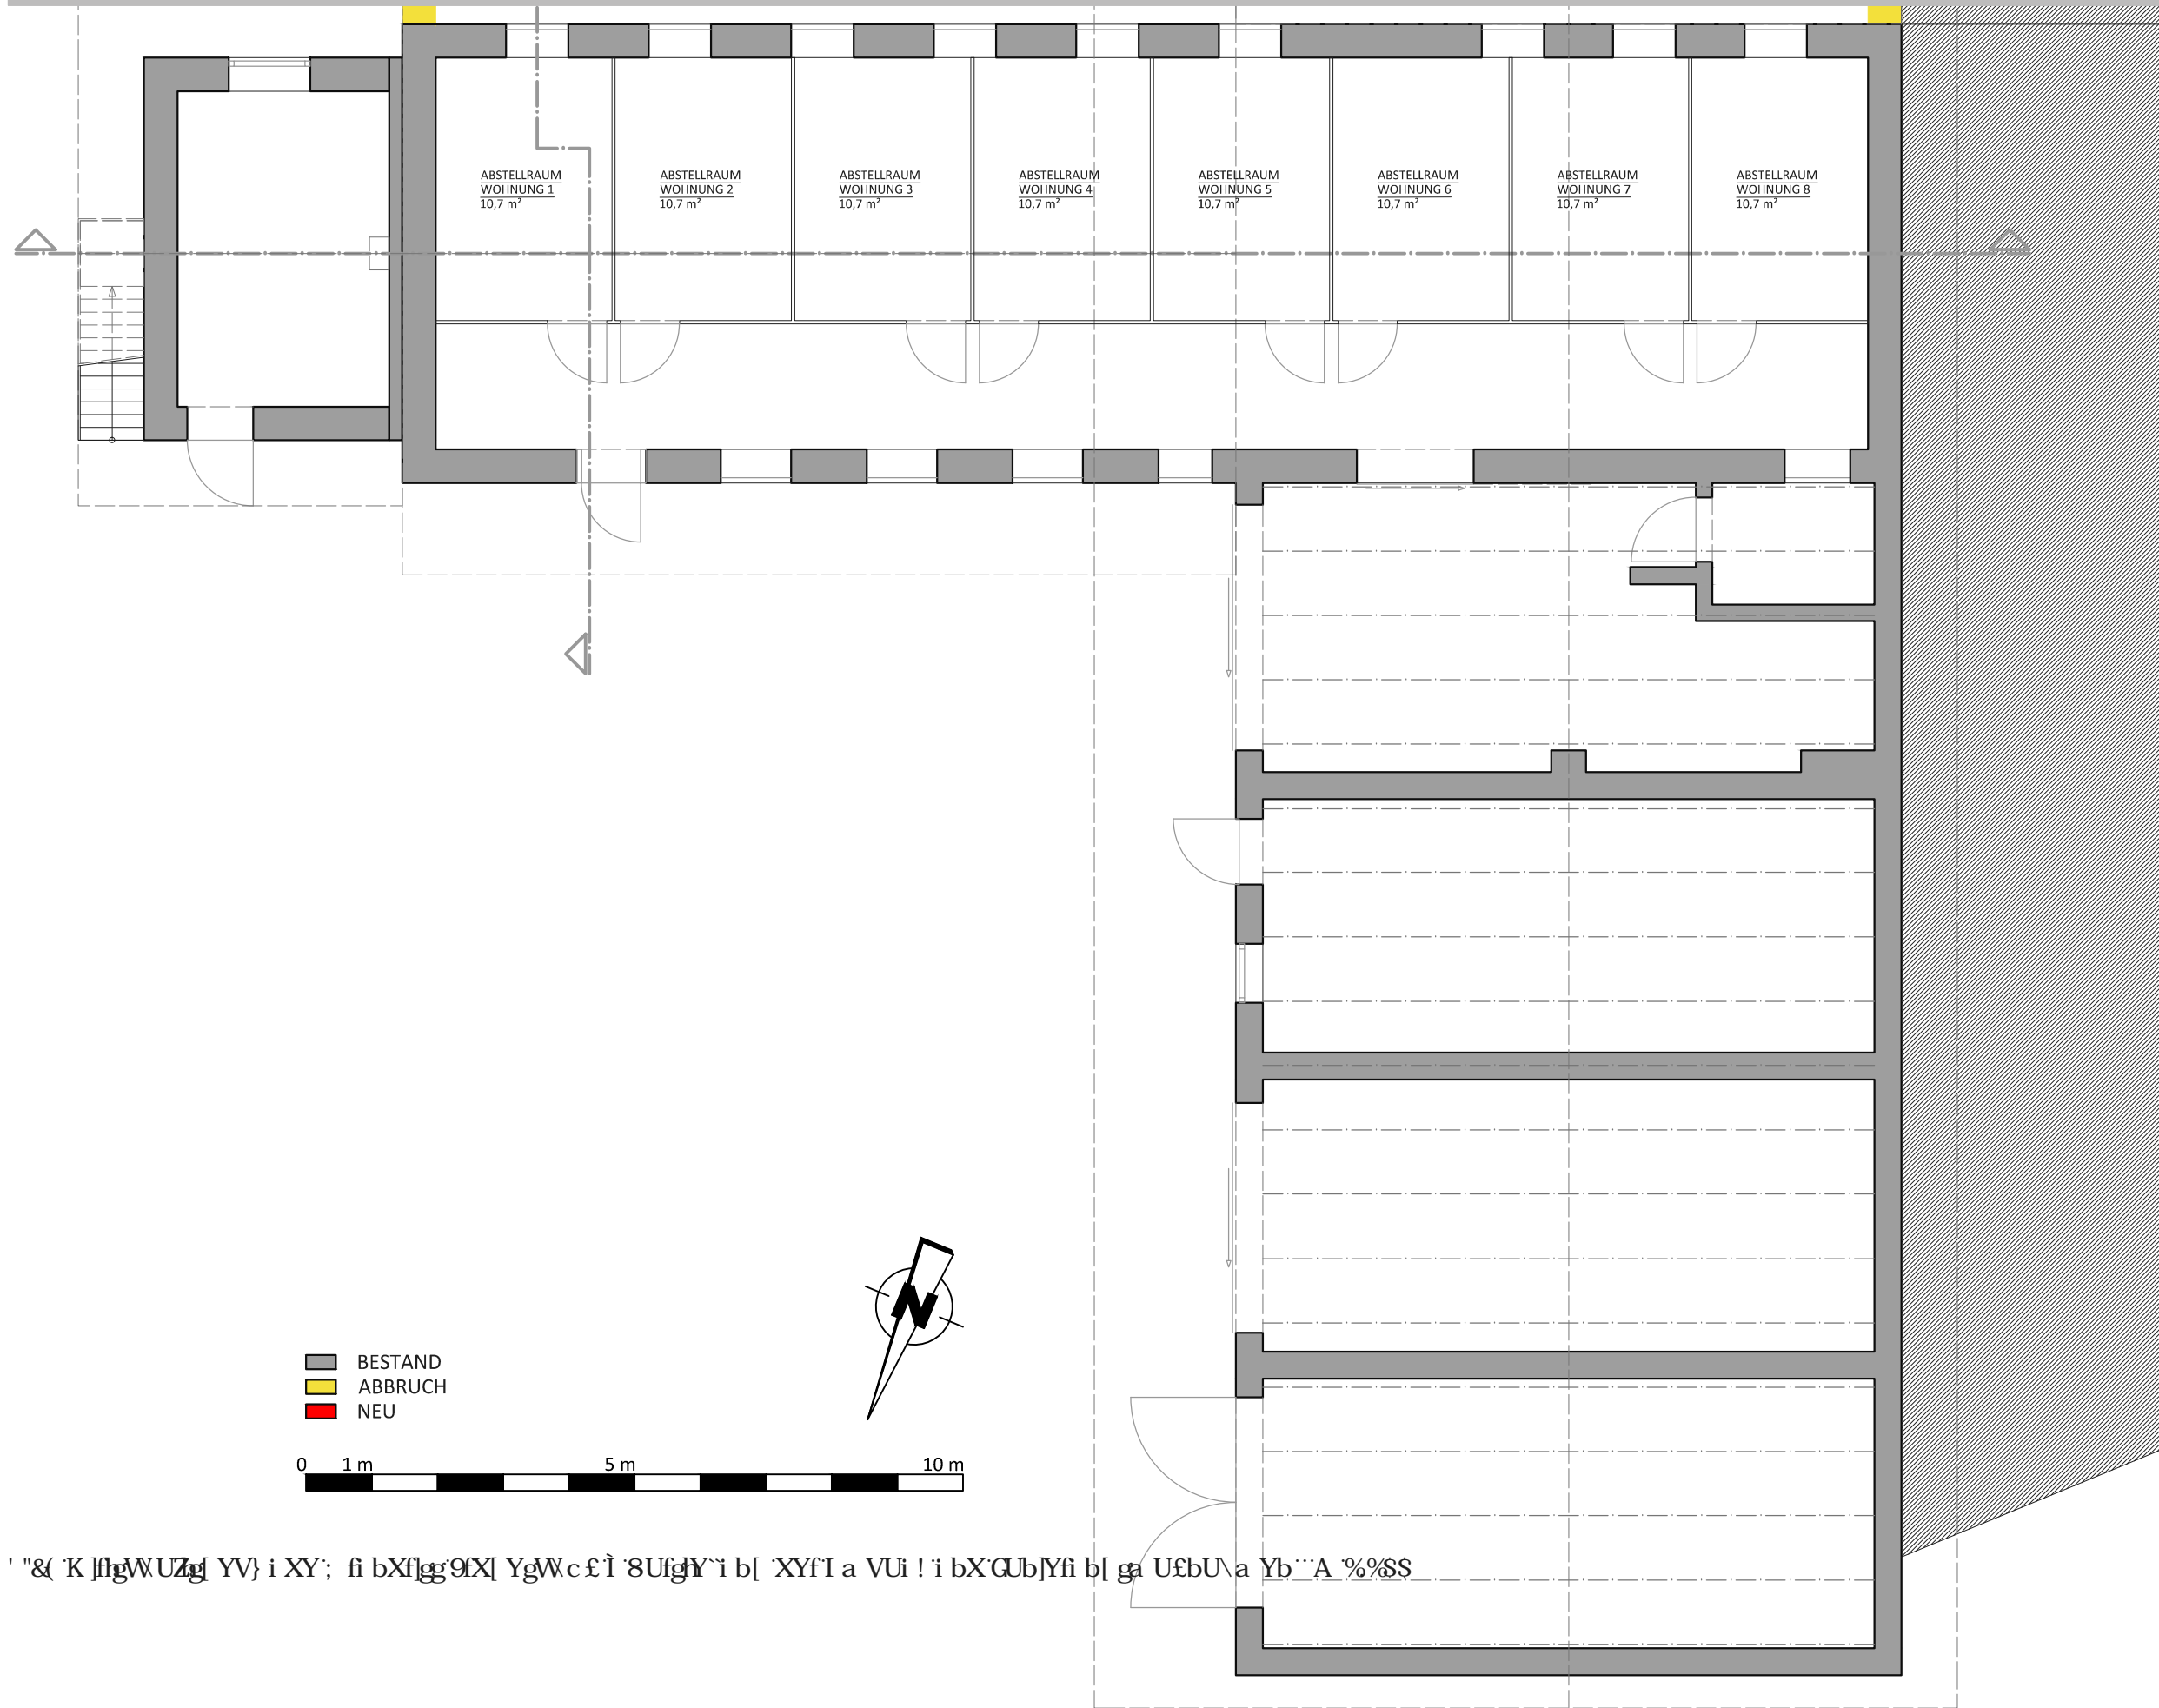 ABSTELLRAUM
WOHNUNG 1
10,7 m²
ABSTELLRAUM
WOHNUNG 2
10,7 m²
ABSTELLRAUM
WOHNUNG 3
10,7 m²
ABSTELLRAUM
WOHNUNG 4
10,7 m²
ABSTELLRAUM
WOHNUNG 5
10,7 m²
ABSTELLRAUM
WOHNUNG 6
10,7 m²
ABSTELLRAUM
WOHNUNG 7
10,7 m²
ABSTELLRAUM
WOHNUNG 8
10,7 m²
N
BESTAND
ABBRUCH
NEU
0 1 m 5 m 10 m